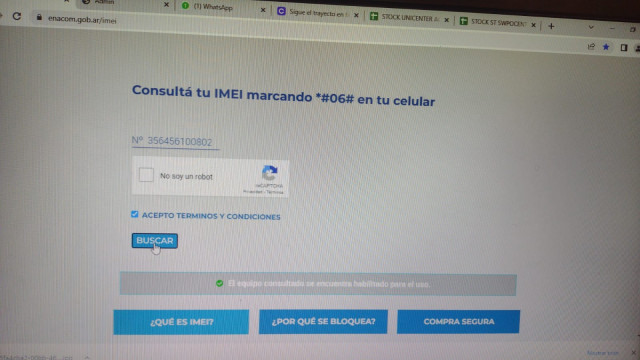 Admin
(1) WhatsApp
Sigue el trayecto en
STOCK UNICENTER
STOCK ST
enacom.gob.ar/imei
Consultá tu IMEI marcando *#06# en tu celular
Nº 356456100802
No soy un robot
reCAPTCHA
Privacidad - Términos
ACEPTO TERMINOS Y CONDICIONES
BUSCAR
El equipo consultado se encuentra habilitado para el uso.
¿QUÉ ES IMEI?
¿POR QUÉ SE BLOQUEA?
COMPRA SEGURA